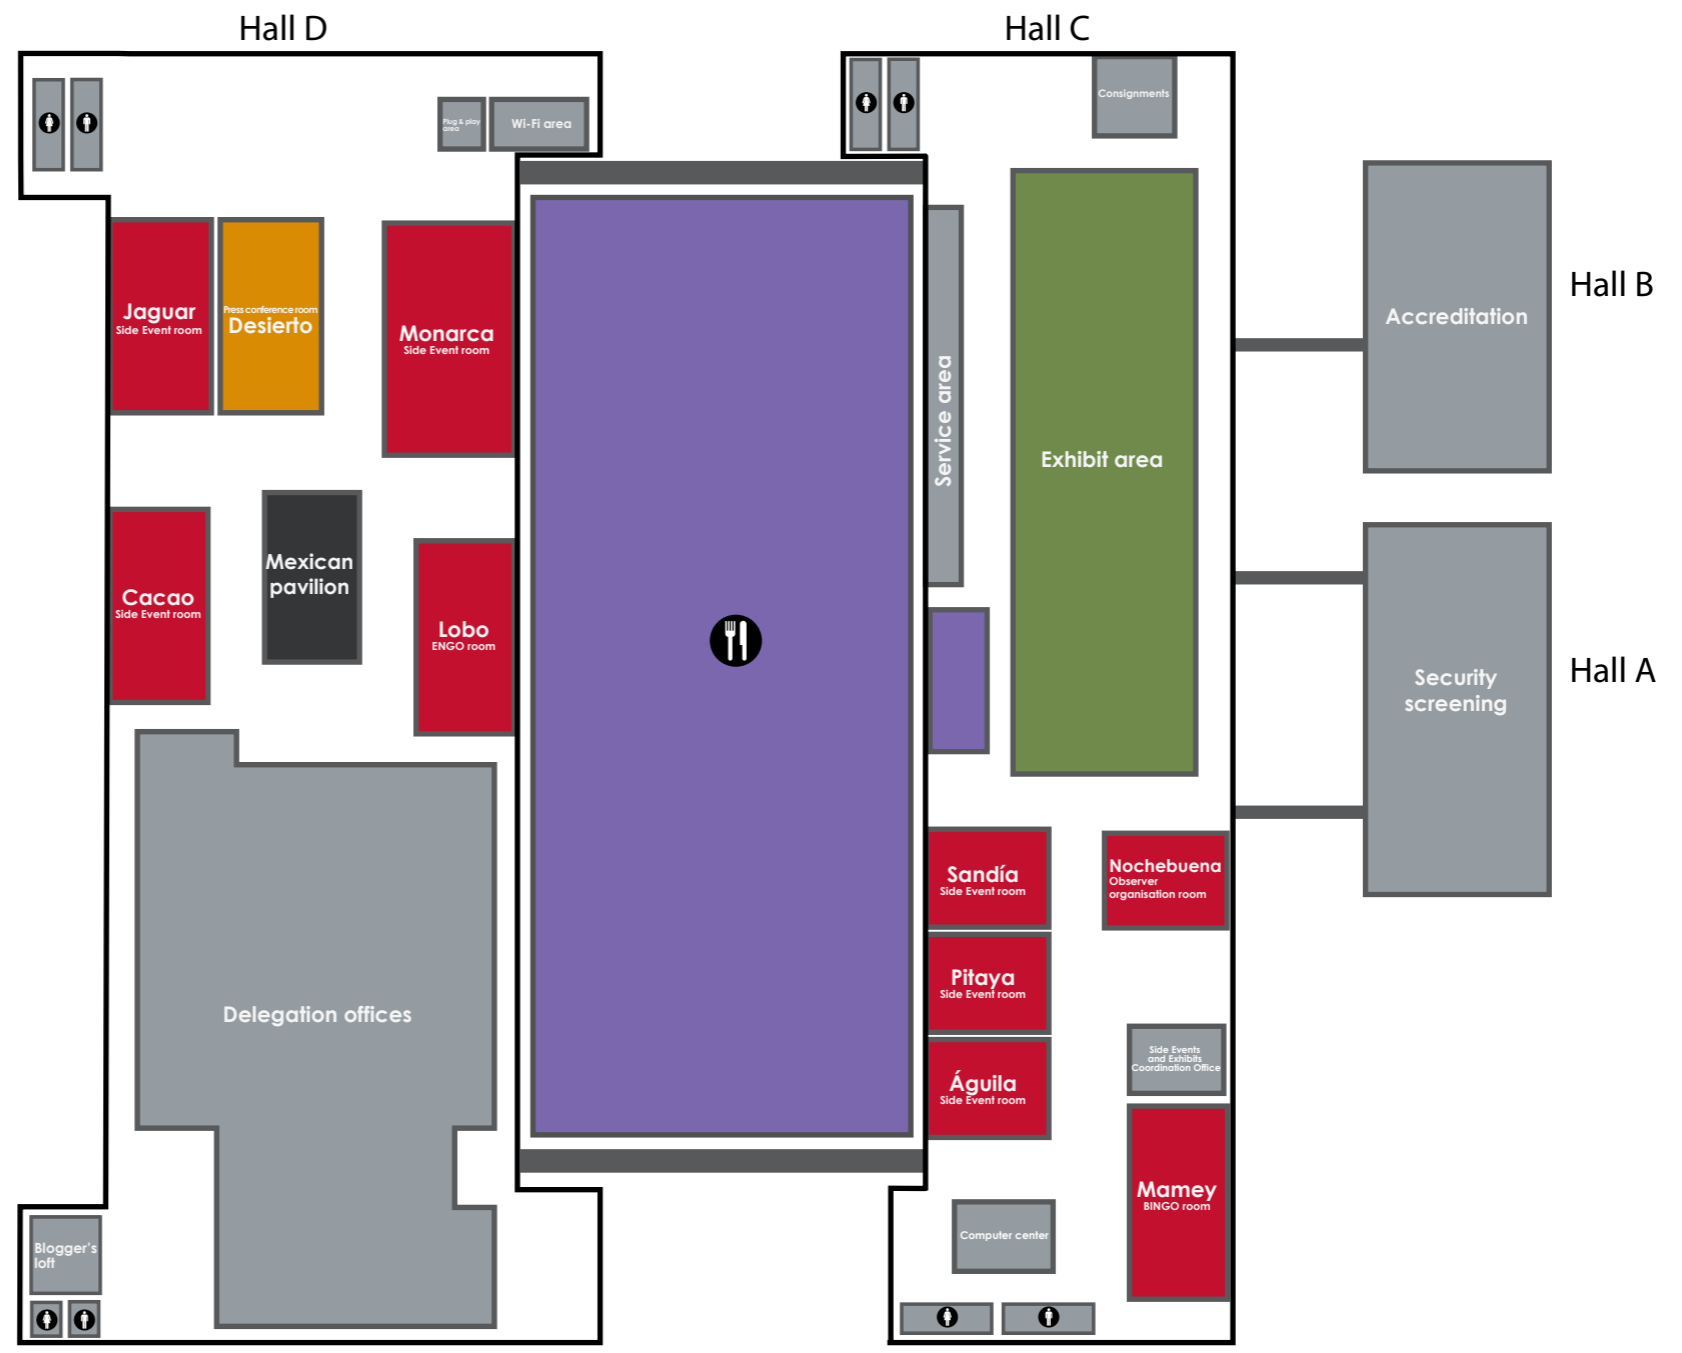 Hall D
Hall C
Plug & play
area
Wi-Fi area
Consignments
Jaguar
Side Event room
Press conference room
Desierto
Monarca
Side Event room
Service area
Exhibit area
Accreditation
Hall B
Cacao
Side Event room
Mexican
pavilion
Lobo
ENGO room
Security
screening
Hall A
Delegation offices
Sandía
Side Event room
Nochebuena
Observer
organisation room
Pitaya
Side Event room
Águila
Side Event room
Side Events
and Exhibits
Coordination Office
Mamey
BINGO room
Computer center
Blogger's
loft